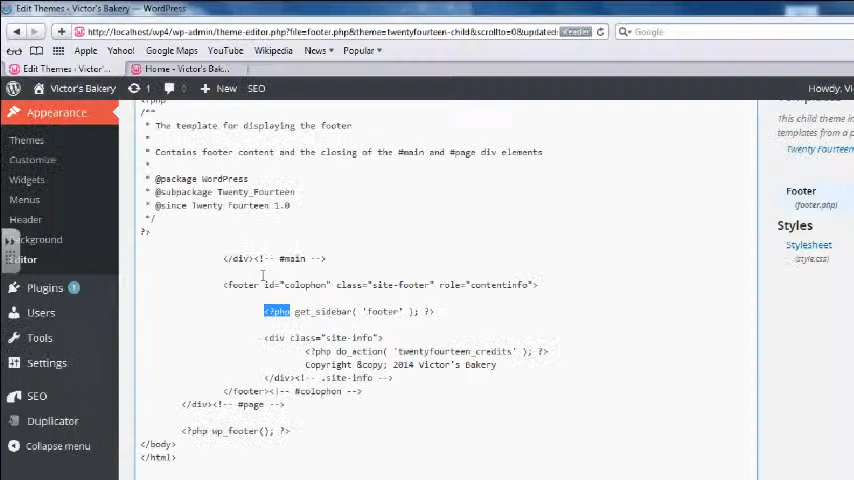 Edit Themes ‹ Victor's Bakery — WordPress
http://localhost/wp4/wp-admin/theme-editor.php?file=footer.php&theme=twentyfourteen-child&scrollto=0&updated:
Reader
Google
Apple Yahoo! Google Maps YouTube Wikipedia News Popular
Edit Themes ‹ Victor'... Home - Victor's Bak...
Victor's Bakery 1 0 + New SEO Howdy, Vi
Appearance
Themes
Customize
Widgets
Menus
Header
Background
Editor
Plugins 1
Users
Tools
Settings
SEO
Duplicator
Collapse menu
<?php
/**
* The template for displaying the footer
*
* Contains footer content and the closing of the #main and #page div elements
*
* @package WordPress
* @subpackage Twenty_Fourteen
* @since Twenty Fourteen 1.0
*/
?>
</div><!-- #main -->
<footer id="colophon" class="site-footer" role="contentinfo">
<?php get_sidebar( 'footer' ); ?>
<div class="site-info">
<?php do_action( 'twentyfourteen_credits' ); ?>
Copyright &copy; 2014 Victor's Bakery
</div><!-- .site-info -->
</footer><!-- #colophon -->
</div><!-- #page -->
<?php wp_footer(); ?>
</body>
</html>
Templates
This child theme in
templates from a p
Twenty Fourteen
Footer
(footer.php)
Styles
Stylesheet
(style.css)